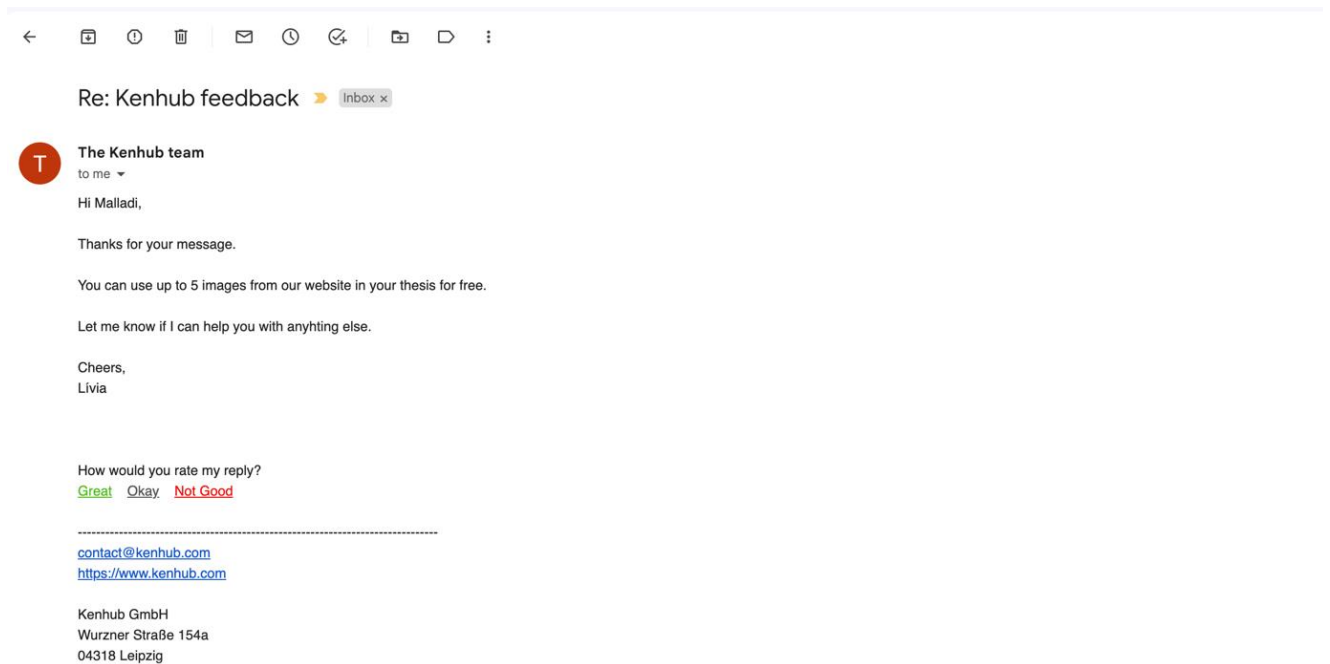 Re: Kenhub feedback Inbox ×
T
The Kenhub team
to me
Hi Malladi,
Thanks for your message.
You can use up to 5 images from our website in your thesis for free.
Let me know if I can help you with anyhting else.
Cheers,
Lívia
How would you rate my reply?
Great Okay Not Good
--------------------------------------------------------------------------------
contact@kenhub.com
https://www.kenhub.com
Kenhub GmbH
Wurzner Straße 154a
04318 Leipzig